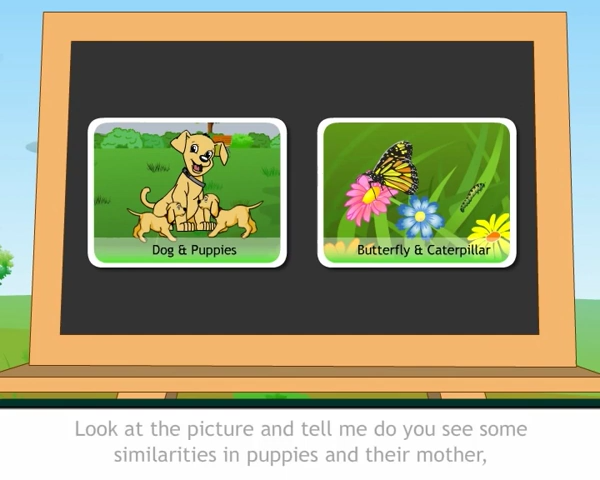 Dog & Puppies
Butterfly & Caterpillar
Look at the picture and tell me do you see some
similarities in puppies and their mother,